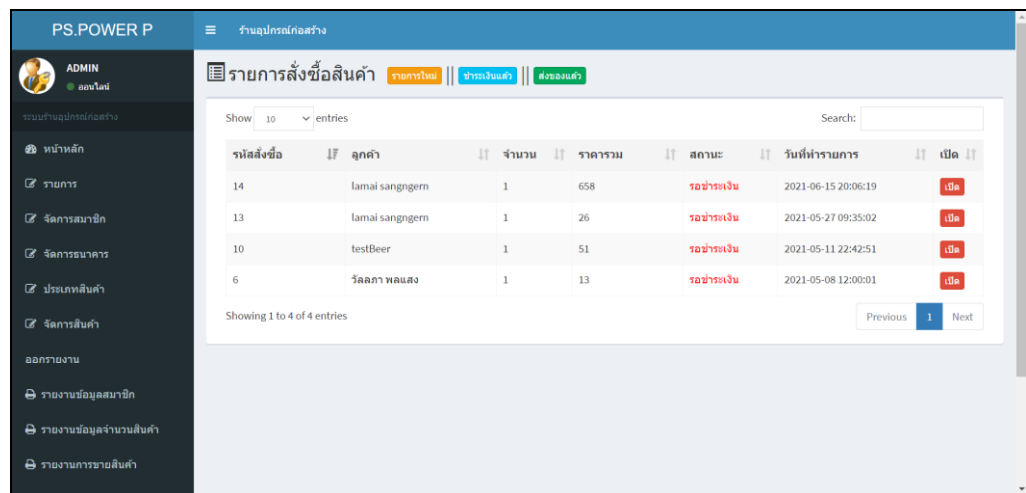 PS.POWER P
ร้านอุปกรณ์ก่อสร้าง
ADMIN
ออนไลน์
ระบบร้านอุปกรณ์ก่อสร้าง
หน้าหลัก
รายการ
จัดการสมาชิก
จัดการธนาคาร
ประเภทสินค้า
จัดการสินค้า
ออกรายงาน
รายงานข้อมูลสมาชิก
รายงานข้อมูลจำนวนสินค้า
รายงานการขายสินค้า
รายการสั่งซื้อสินค้า รายการใหม่ || ชำระเงินแล้ว || ส่งของแล้ว
Show 10 entries Search:
รหัสสั่งซื้อ ลูกค้า จำนวน ราคารวม สถานะ วันที่ทำรายการ เปิด
14 lamai sangngern 1 658 รอชำระเงิน 2021-06-15 20:06:19 เปิด
13 lamai sangngern 1 26 รอชำระเงิน 2021-05-27 09:35:02 เปิด
10 testBeer 1 51 รอชำระเงิน 2021-05-11 22:42:51 เปิด
6 วัลลภา พลแสง 1 13 รอชำระเงิน 2021-05-08 12:00:01 เปิด
Showing 1 to 4 of 4 entries Previous 1 Next